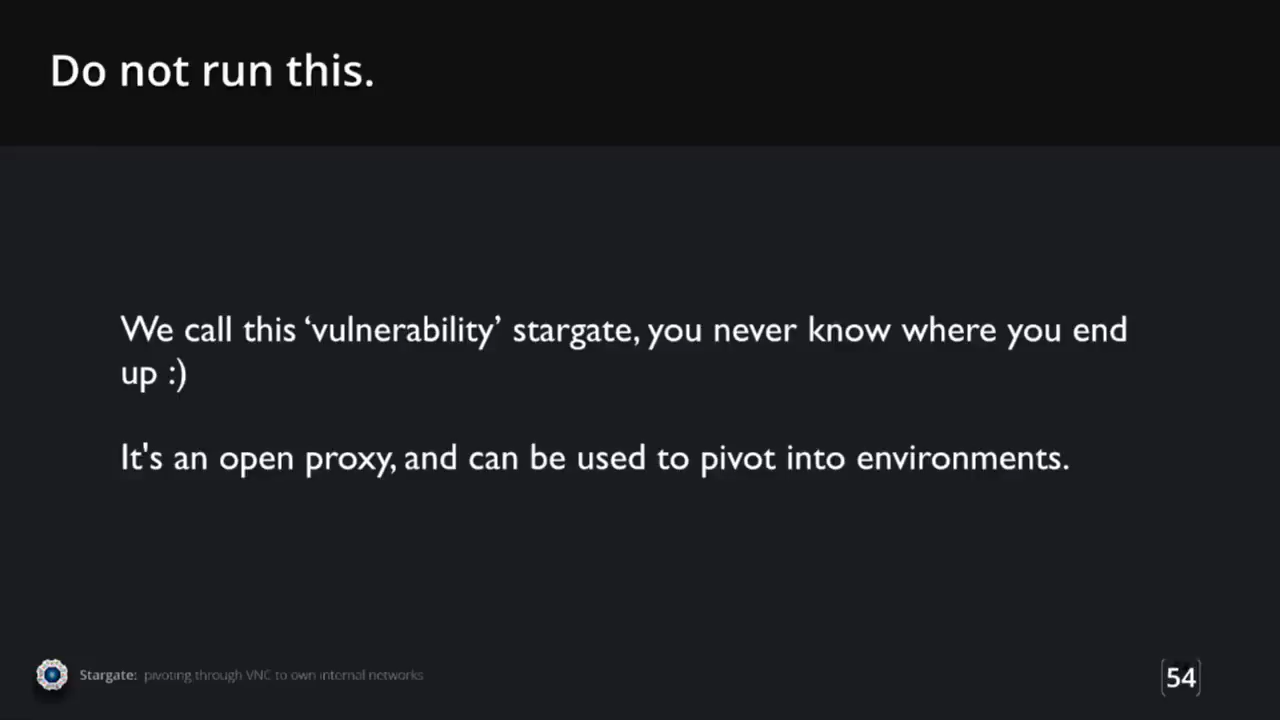 Do not run this.
We call this ‘vulnerability’ stargate, you never know where you end
up :)
It's an open proxy, and can be used to pivot into environments.
Stargate: pivoting through VNC to own internal networks
54